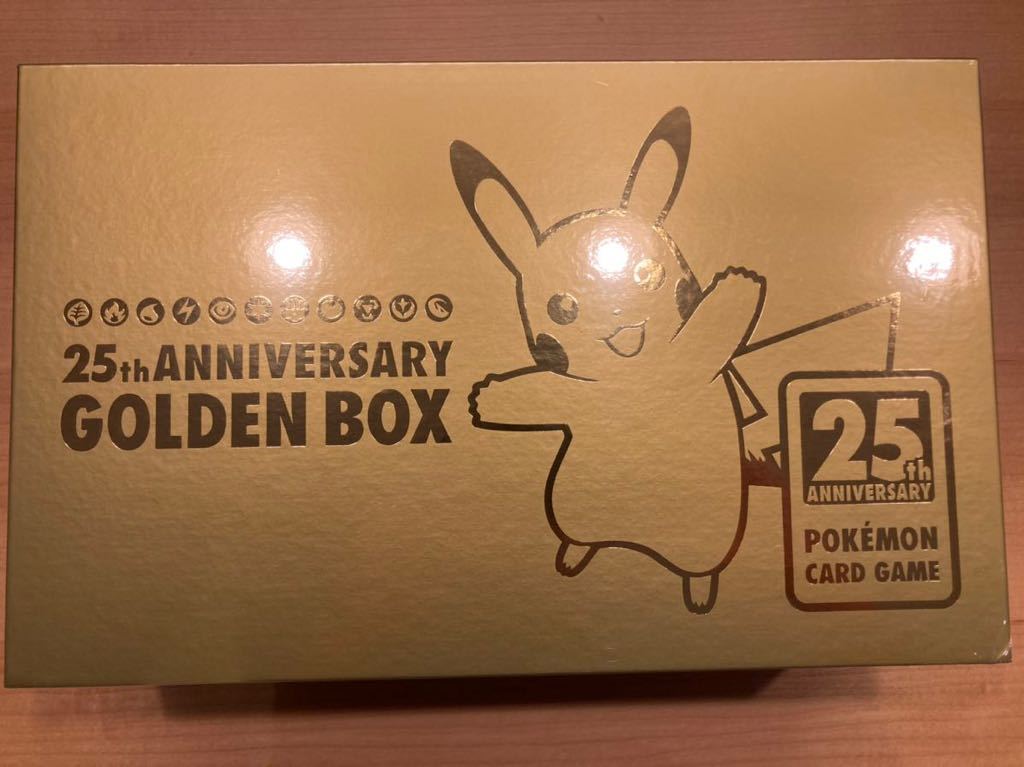 25th ANNIVERSARY
GOLDEN BOX
25th
ANNIVERSARY
POKÉMON
CARD GAME